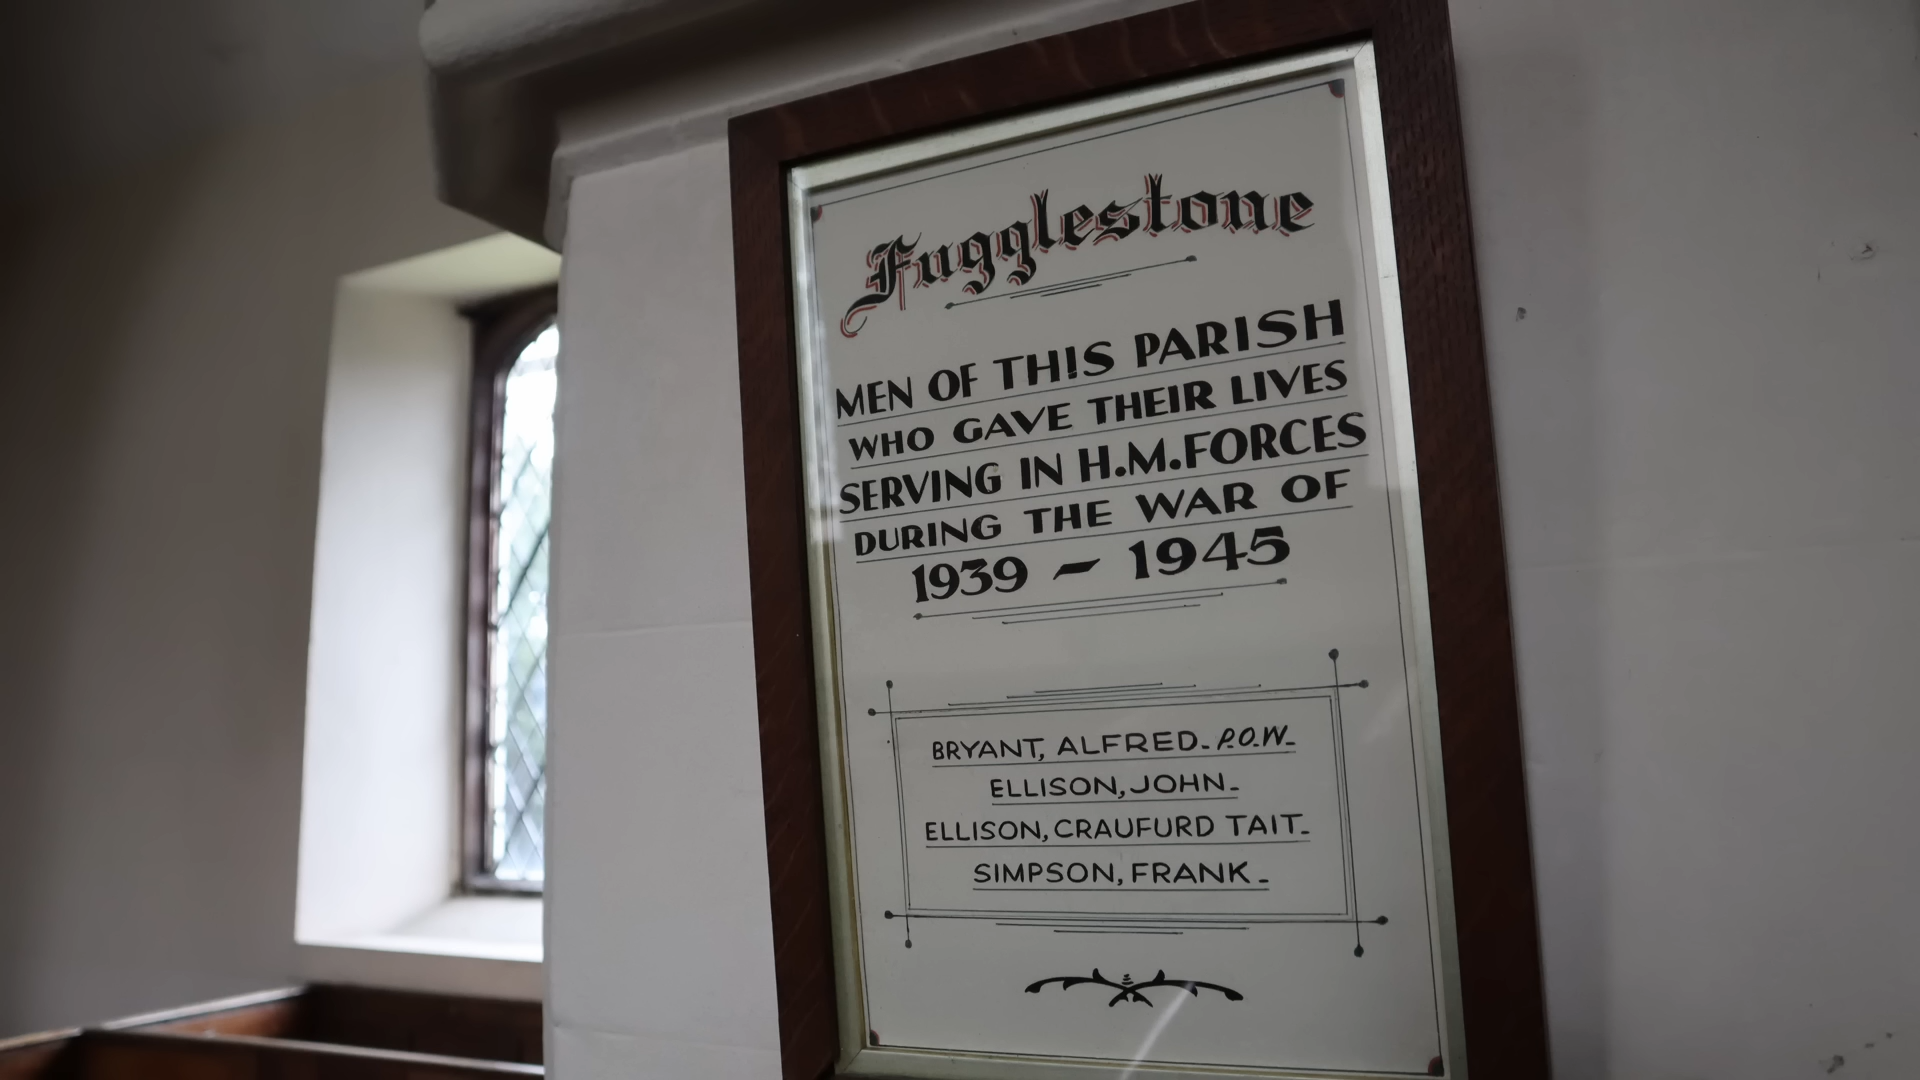 Fugglestone
MEN OF THIS PARISH
WHO GAVE THEIR LIVES
SERVING IN H.M.FORCES
DURING THE WAR OF
1939 - 1945
BRYANT, ALFRED. P.O.W.
ELLISON, JOHN.
ELLISON, CRAUFURD TAIT.
SIMPSON, FRANK.